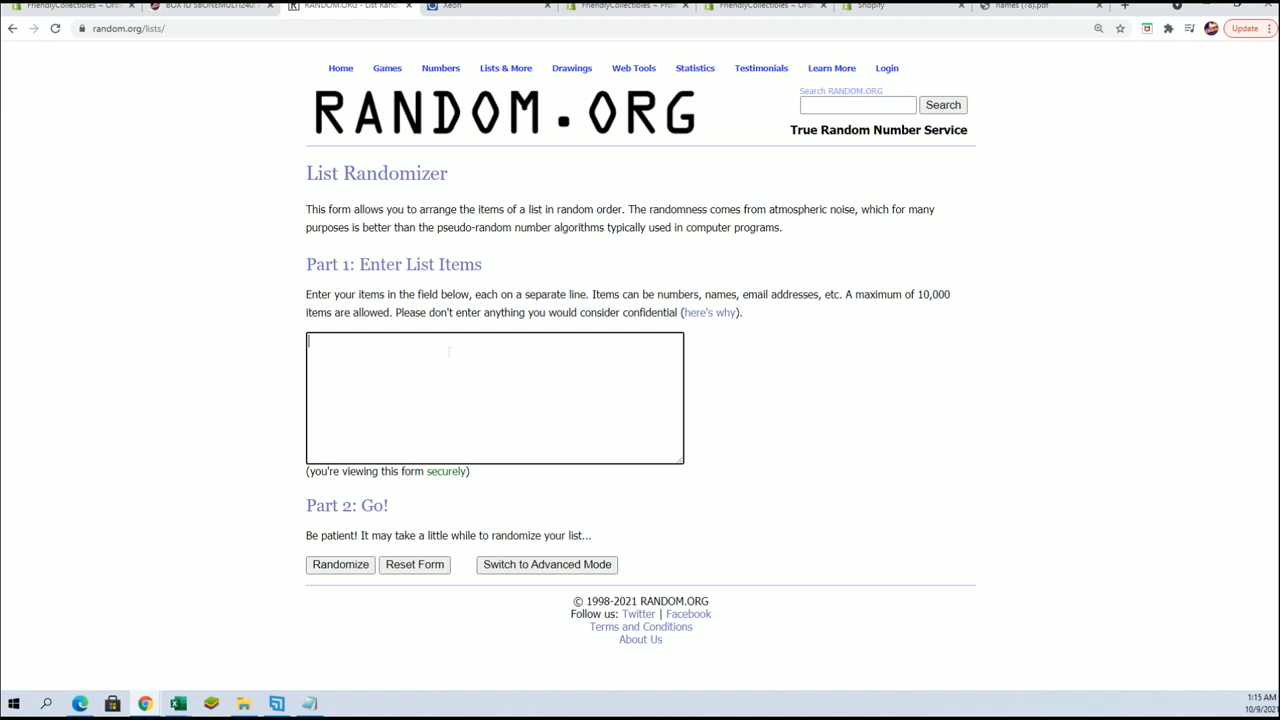 FriendlyCollectibles ~ Ord
BOX ID SBONEMULTI240
RANDOM.ORG - List Rand
Xeon
FriendlyCollectibles ~ Pro
FriendlyCollectibles ~ Ord
Shopify
names (78).pdf
random.org/lists/
Update
Home Games Numbers Lists & More Drawings Web Tools Statistics Testimonials Learn More Login
RANDOM.ORG
Search RANDOM.ORG
Search
True Random Number Service
List Randomizer
This form allows you to arrange the items of a list in random order. The randomness comes from atmospheric noise, which for many
purposes is better than the pseudo-random number algorithms typically used in computer programs.
Part 1: Enter List Items
Enter your items in the field below, each on a separate line. Items can be numbers, names, email addresses, etc. A maximum of 10,000
items are allowed. Please don't enter anything you would consider confidential (here's why).
(you're viewing this form securely)
Part 2: Go!
Be patient! It may take a little while to randomize your list...
Randomize Reset Form Switch to Advanced Mode
© 1998-2021 RANDOM.ORG
Follow us: Twitter | Facebook
Terms and Conditions
About Us
1:15 AM
10/9/2021